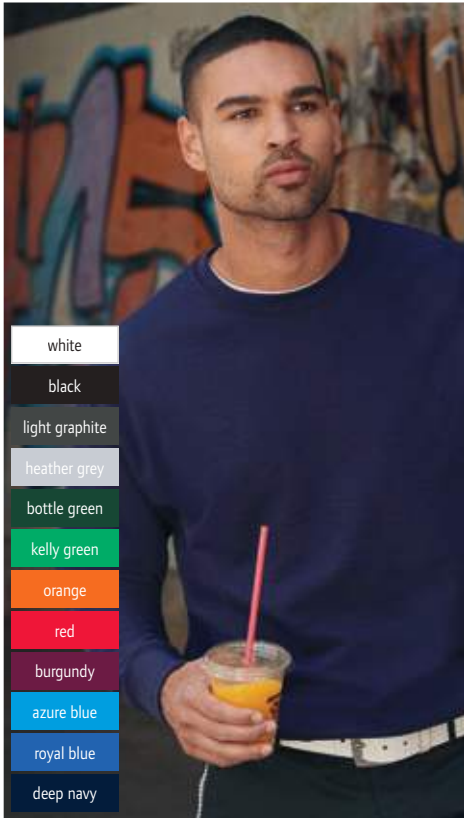 white
black
light graphite
heather grey
bottle green
kelly green
orange
red
burgundy
azure blue
royal blue
deep navy